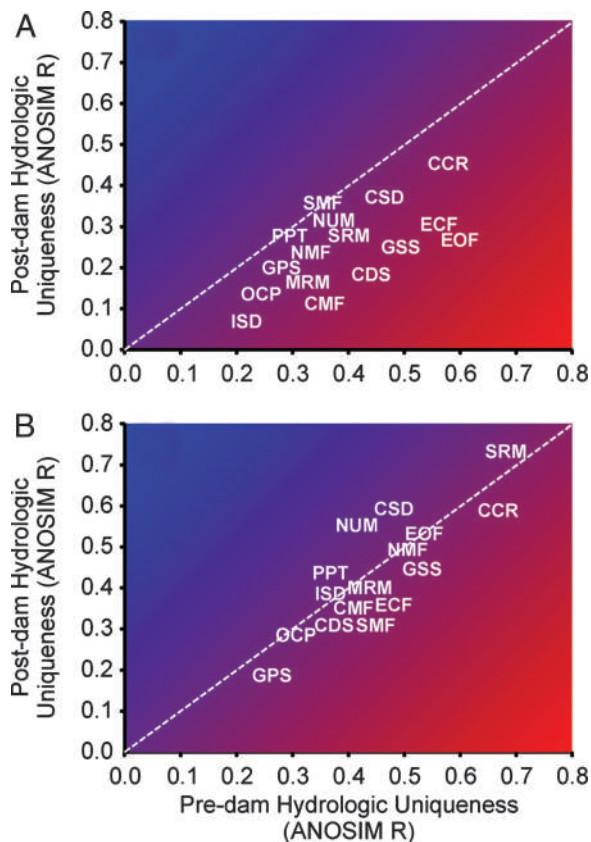 A
Post-dam Hydrologic
Uniqueness (ANOSIM R)
0.8
0.7
0.6
0.5
0.4
0.3
0.2
0.1
0.0
CCR
SMF
CSD
NUM
ECF
PPT
SRM
EOF
NMF
GSS
GPS
CDS
MRM
OCP
CMF
ISD
0.0 0.1 0.2 0.3 0.4 0.5 0.6 0.7 0.8
B
Post-dam Hydrologic
Uniqueness (ANOSIM R)
0.8
0.7
0.6
0.5
0.4
0.3
0.2
0.1
0.0
SRM
CSD
CCR
NUM
EOF
NMF
PPT
GSS
ISD
MRM
CMF
ECF
CDS
SMF
OCP
GPS
0.0 0.1 0.2 0.3 0.4 0.5 0.6 0.7 0.8
Pre-dam Hydrologic Uniqueness
(ANOSIM R)